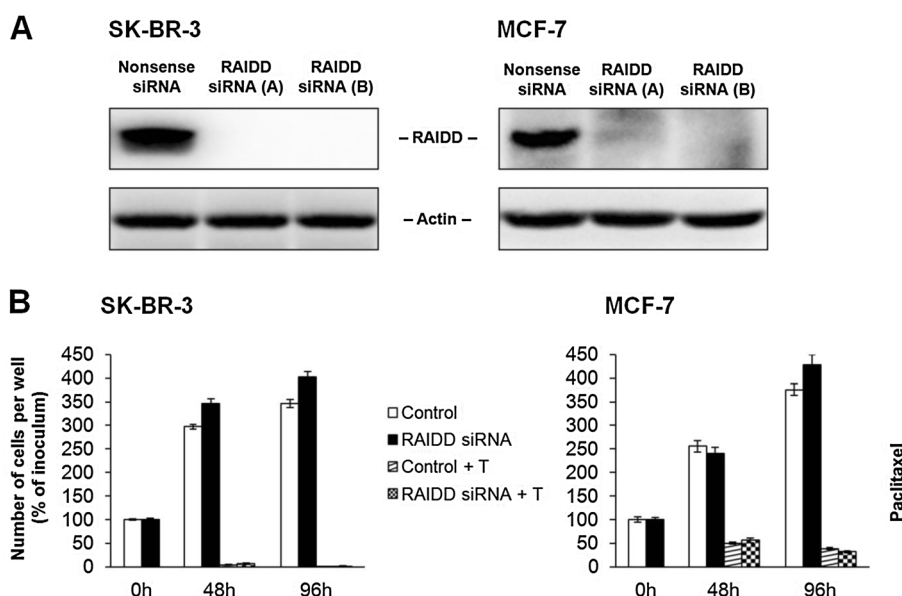 A
SK-BR-3
MCF-7
Nonsense siRNA
RAIDD siRNA (A)
RAIDD siRNA (B)
Nonsense siRNA
RAIDD siRNA (A)
RAIDD siRNA (B)
– RAIDD –
– Actin –
B
SK-BR-3
MCF-7
Number of cells per well
(% of inoculum)
450
400
350
300
250
200
150
100
50
0
0h 48h 96h
Control
RAIDD siRNA
Control + T
RAIDD siRNA + T
450
400
350
300
250
200
150
100
50
0
0h 48h 96h
Paclitaxel